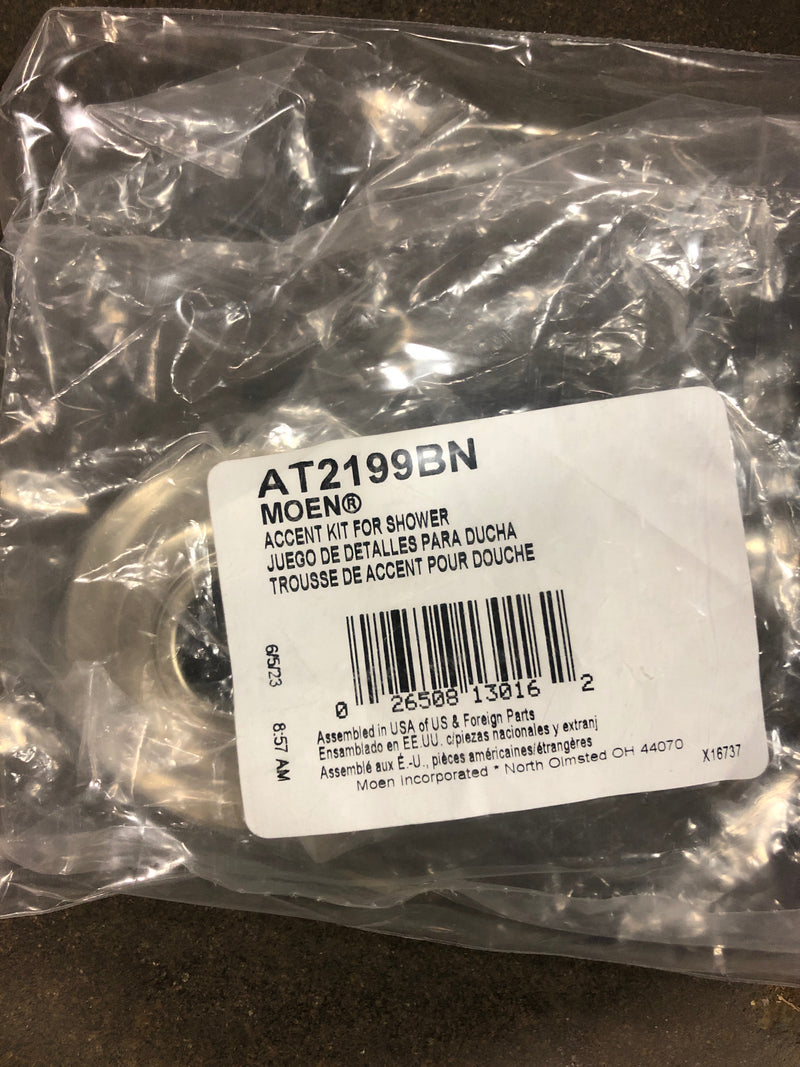 AT2199BN
MOEN®
ACCENT KIT FOR SHOWER
JUEGO DE DETALLES PARA DUCHA
TROUSSE DE ACCENT POUR DOUCHE
6/5/23 8:57 AM
0 26508 13016 2
Assembled in USA of US & Foreign Parts
Ensamblado en EE.UU. c/piezas nacionales y extranj
Assemblé aux É.-U., pièces américaines/étrangères
Moen Incorporated * North Olmsted OH 44070
X16737